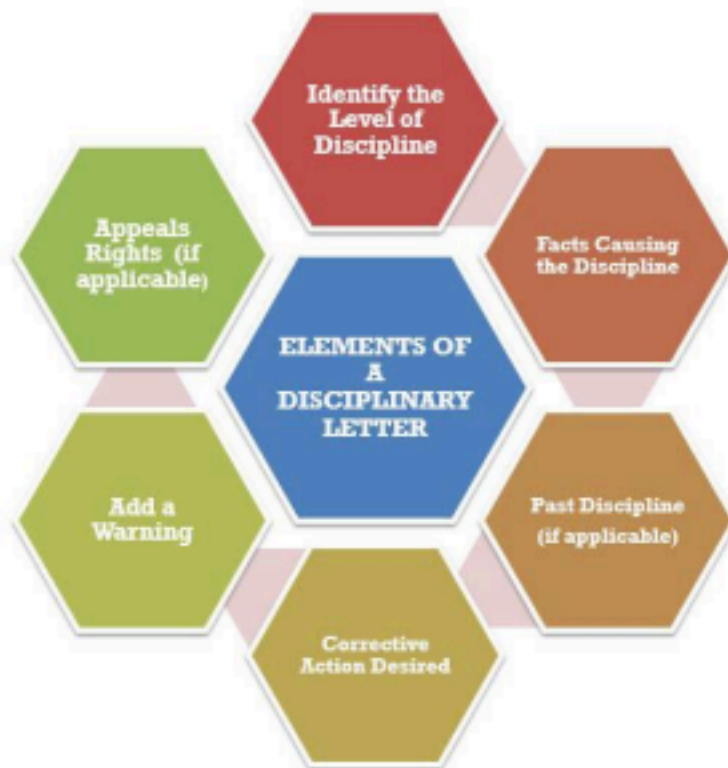 Identify the
Level of
Discipline
Facts Causing
the Discipline
Past Discipline
(if applicable)
Corrective
Action Desired
Add a
Warning
Appeals
Rights (if
applicable)
ELEMENTS OF
A
DISCIPLINARY
LETTER